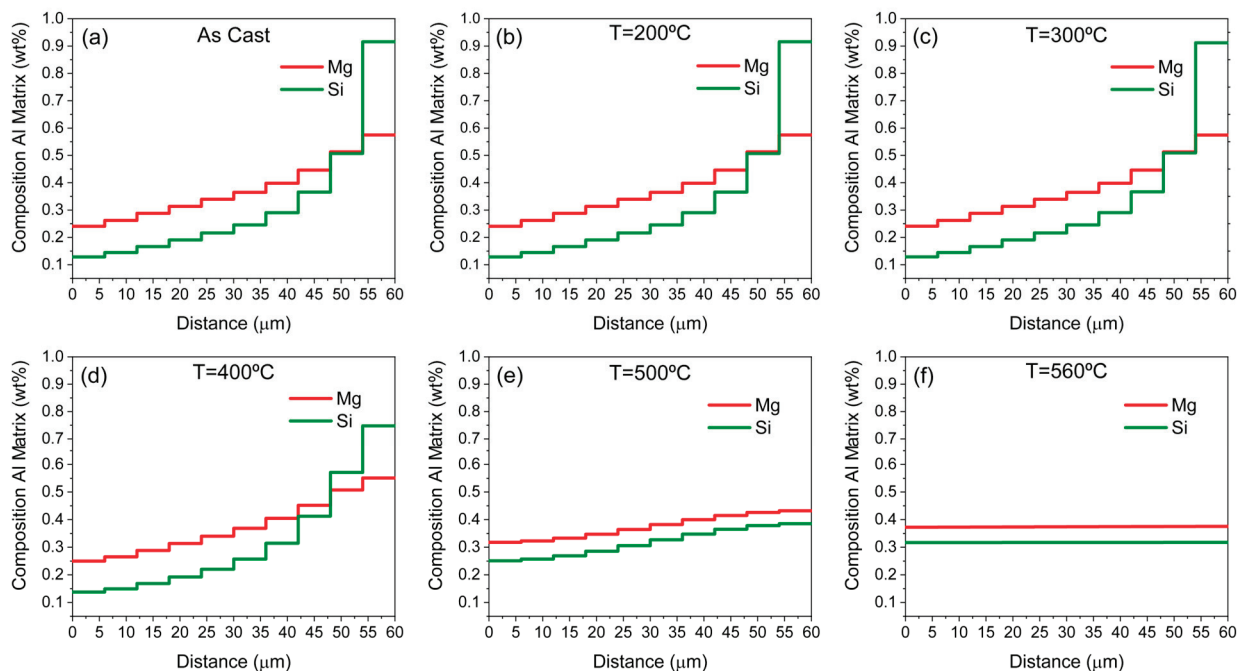 (a) As Cast
Mg
Si
Composition Al Matrix (wt%)
1.0
0.9
0.8
0.7
0.6
0.5
0.4
0.3
0.2
0.1
0 5 10 15 20 25 30 35 40 45 50 55 60
Distance (μm)
(b) T=200ºC
Mg
Si
Composition Al Matrix (wt%)
1.0
0.9
0.8
0.7
0.6
0.5
0.4
0.3
0.2
0.1
0 5 10 15 20 25 30 35 40 45 50 55 60
Distance (μm)
(c) T=300ºC
Mg
Si
Composition Al Matrix (wt%)
1.0
0.9
0.8
0.7
0.6
0.5
0.4
0.3
0.2
0.1
0 5 10 15 20 25 30 35 40 45 50 55 60
Distance (μm)
(d) T=400ºC
Mg
Si
Composition Al Matrix (wt%)
1.0
0.9
0.8
0.7
0.6
0.5
0.4
0.3
0.2
0.1
0 5 10 15 20 25 30 35 40 45 50 55 60
Distance (μm)
(e) T=500ºC
Mg
Si
Composition Al Matrix (wt%)
1.0
0.9
0.8
0.7
0.6
0.5
0.4
0.3
0.2
0.1
0 5 10 15 20 25 30 35 40 45 50 55 60
Distance (μm)
(f) T=560ºC
Mg
Si
Composition Al Matrix (wt%)
1.0
0.9
0.8
0.7
0.6
0.5
0.4
0.3
0.2
0.1
0 5 10 15 20 25 30 35 40 45 50 55 60
Distance (μm)